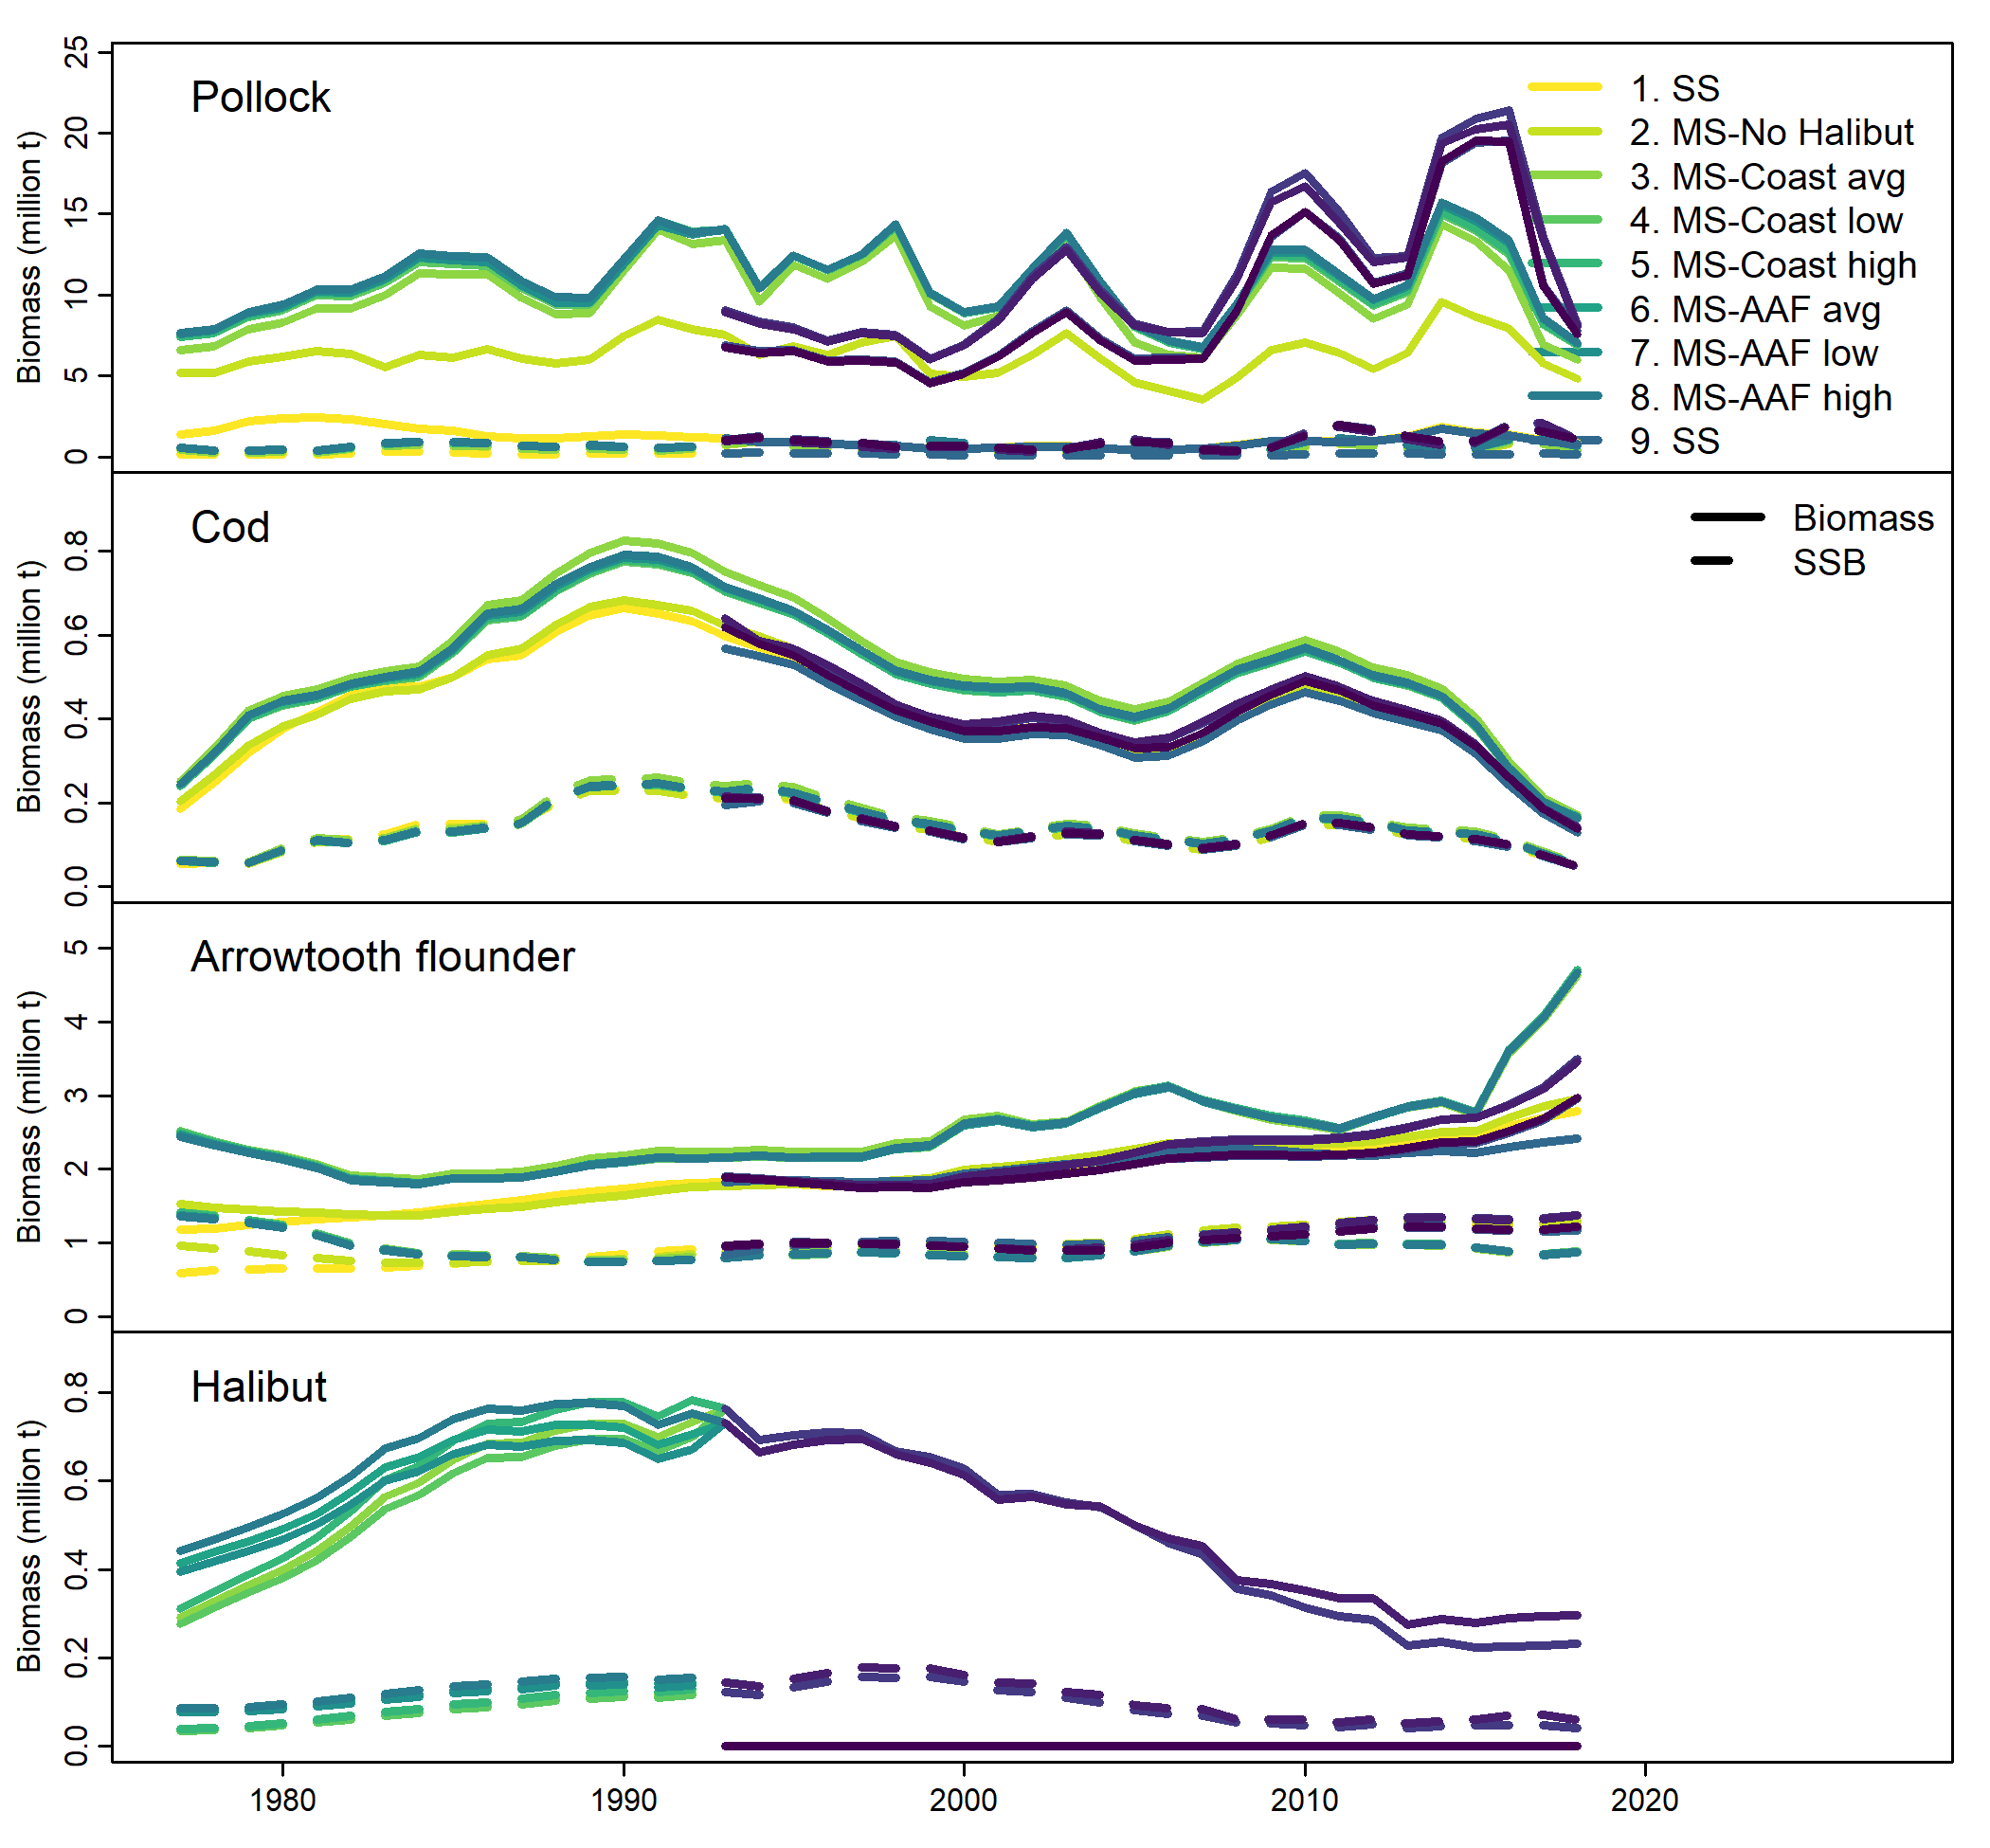 Pollock
Biomass (million t)
25
20
15
10
5
0
1. SS
2. MS-No Halibut
3. MS-Coast avg
4. MS-Coast low
5. MS-Coast high
6. MS-AAF avg
7. MS-AAF low
8. MS-AAF high
9. SS
Cod
Biomass (million t)
0.8
0.6
0.4
0.2
0.0
Biomass
SSB
Arrowtooth flounder
Biomass (million t)
5
4
3
2
1
0
Halibut
Biomass (million t)
0.8
0.6
0.4
0.2
0.0
1980 1990 2000 2010 2020